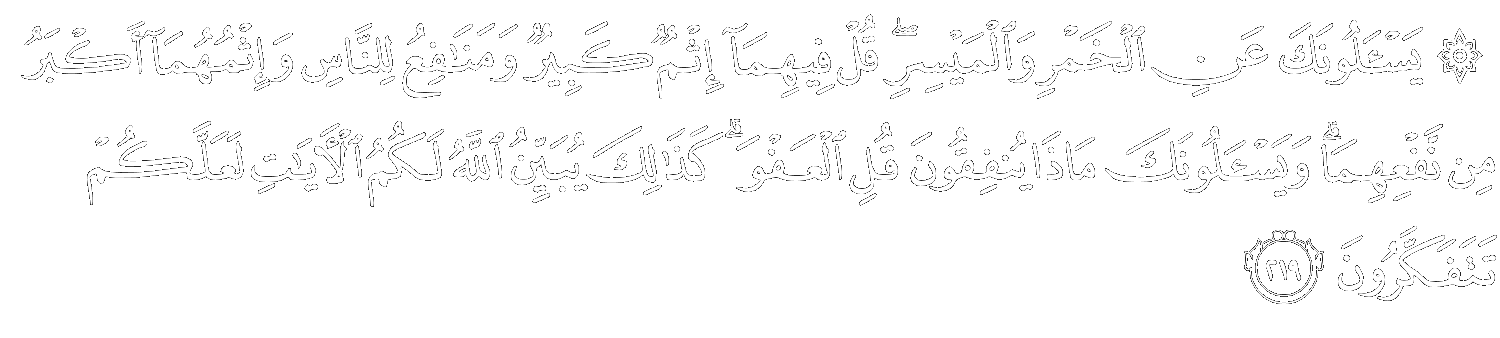 ۞ يَسْـَٔلُونَكَ عَنِ ٱلْخَمْرِ وَٱلْمَيْسِرِ ۖ قُلْ فِيهِمَآ إِثْمٌ كَبِيرٌ وَمَنَـٰفِعُ لِلنَّاسِ وَإِثْمُهُمَآ أَكْبَرُ
مِن نَّفْعِهِمَا ۗ وَيَسْـَٔلُونَكَ مَاذَا يُنفِقُونَ قُلِ ٱلْعَفْوَ ۗ كَذَٰلِكَ يُبَيِّنُ ٱللَّهُ لَكُمُ ٱلْـَٔايَـٰتِ لَعَلَّكُمْ
تَتَفَكَّرُونَ ٢١٩